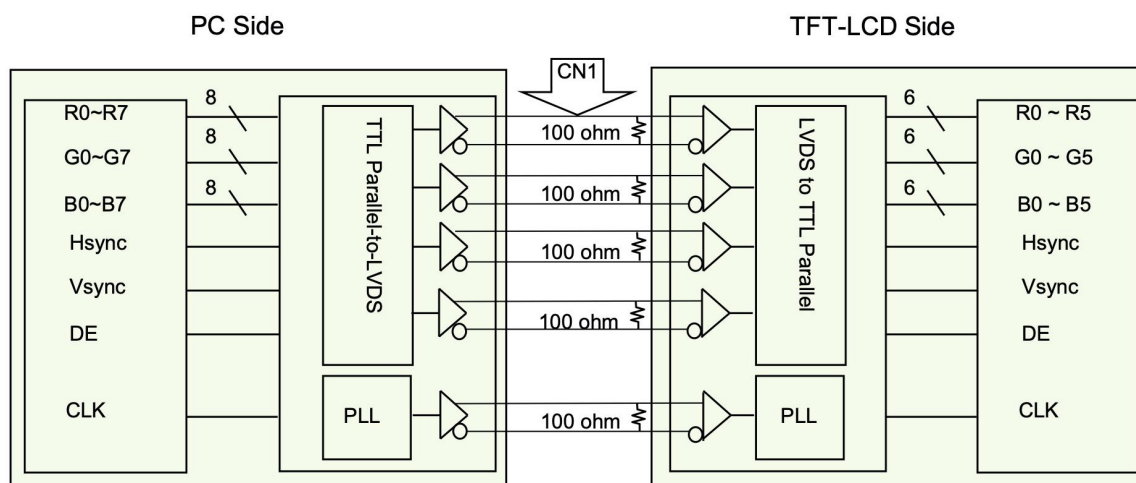 PC Side
TFT-LCD Side
CN1
R0~R7
8
G0~G7
8
B0~B7
8
Hsync
Vsync
DE
CLK
TTL Parallel-to-LVDS
PLL
100 ohm
100 ohm
100 ohm
100 ohm
100 ohm
LVDS to TTL Parallel
PLL
6
R0 ~ R5
6
G0 ~ G5
6
B0 ~ B5
Hsync
Vsync
DE
CLK